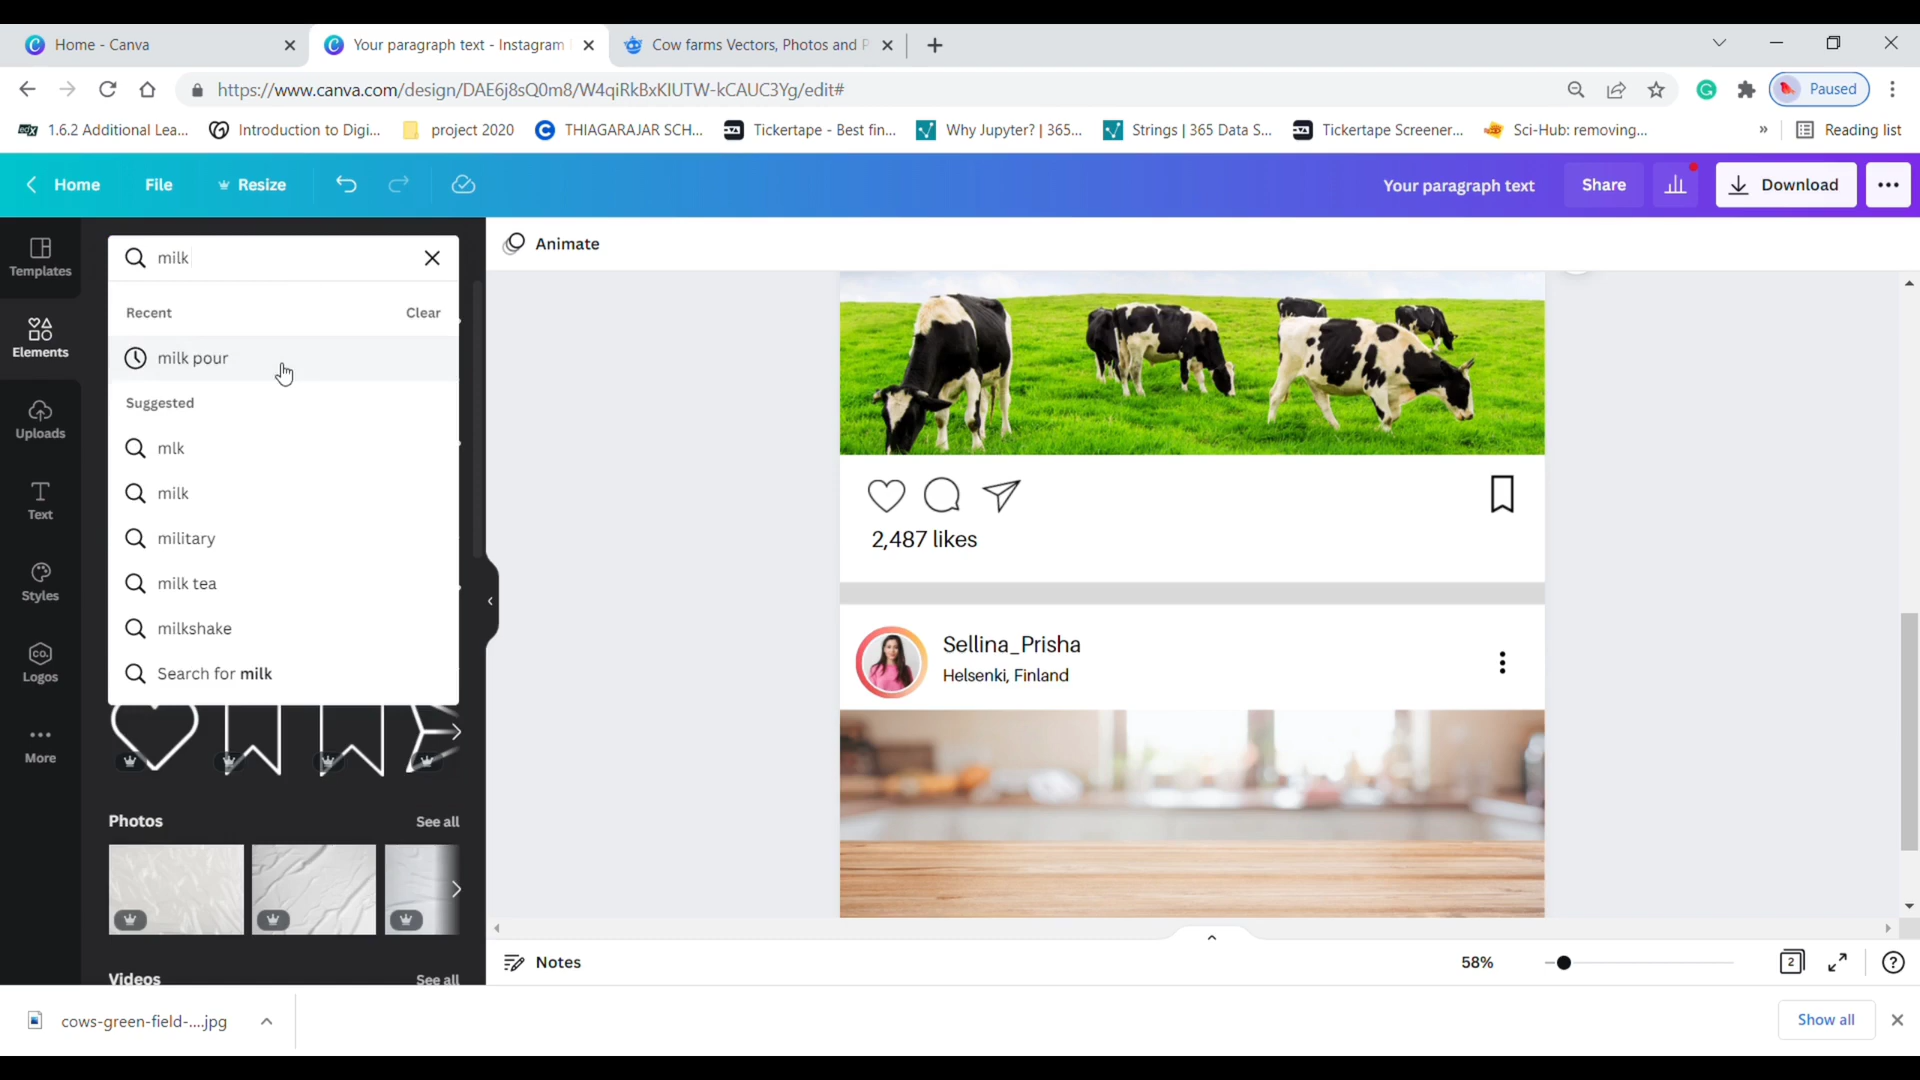 Home - Canva
Your paragraph text - Instagram
Cow farms Vectors, Photos and P
https://www.canva.com/design/DAE6j8sQ0m8/W4qiRkBxKIUTW-kCAUC3Yg/edit#
Paused
edX 1.6.2 Additional Lea...
Introduction to Digi...
project 2020
THIAGARAJAR SCH...
Tickertape - Best fin...
Why Jupyter? | 365...
Strings | 365 Data S...
Tickertape Screener...
Sci-Hub: removing...
»
Reading list
Home
File
Resize
Your paragraph text
Share
Download
Templates
Elements
Uploads
Text
Styles
CO.
Logos
More
milk
Recent
Clear
milk pour
Suggested
mlk
milk
military
milk tea
milkshake
Search for milk
Photos
See all
Videos
See all
Animate
2,487 likes
Sellina_Prisha
Helsenki, Finland
Notes
58%
2
cows-green-field-....jpg
Show all